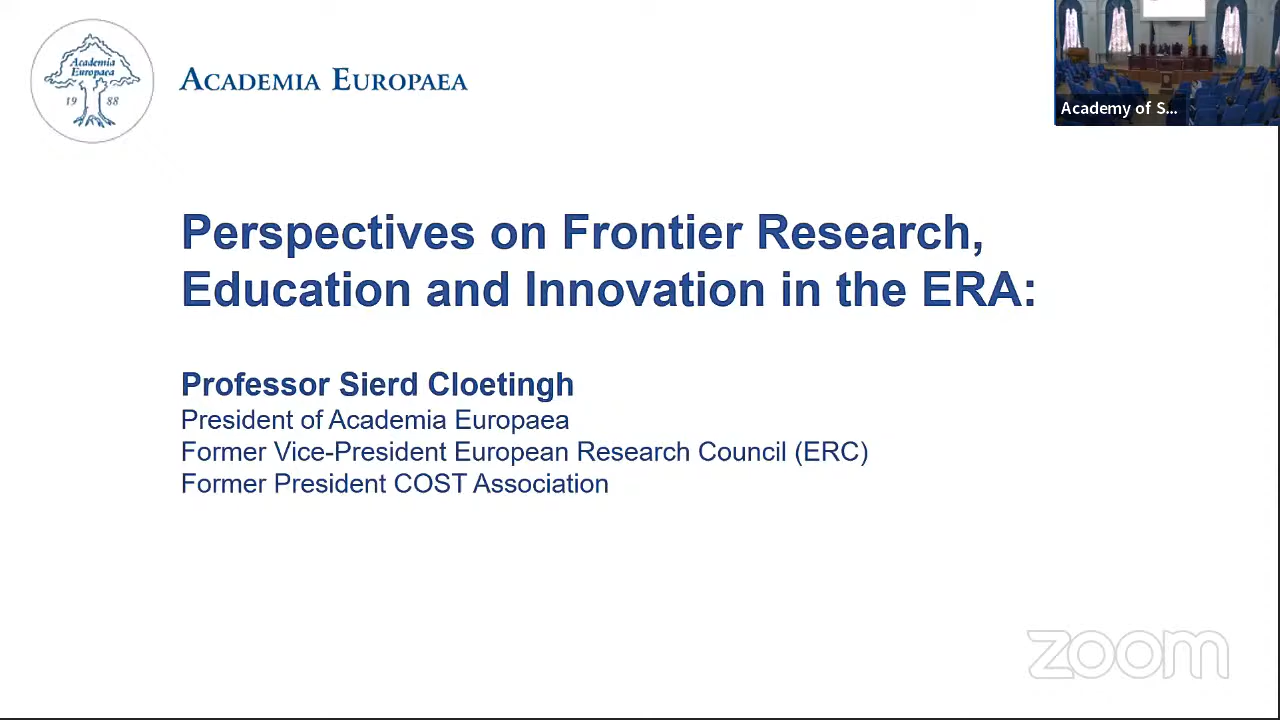 Academia
Europaea
19 88
ACADEMIA EUROPAEA
Academy of S...
Perspectives on Frontier Research,
Education and Innovation in the ERA:
Professor Sierd Cloetingh
President of Academia Europaea
Former Vice-President European Research Council (ERC)
Former President COST Association
zoom